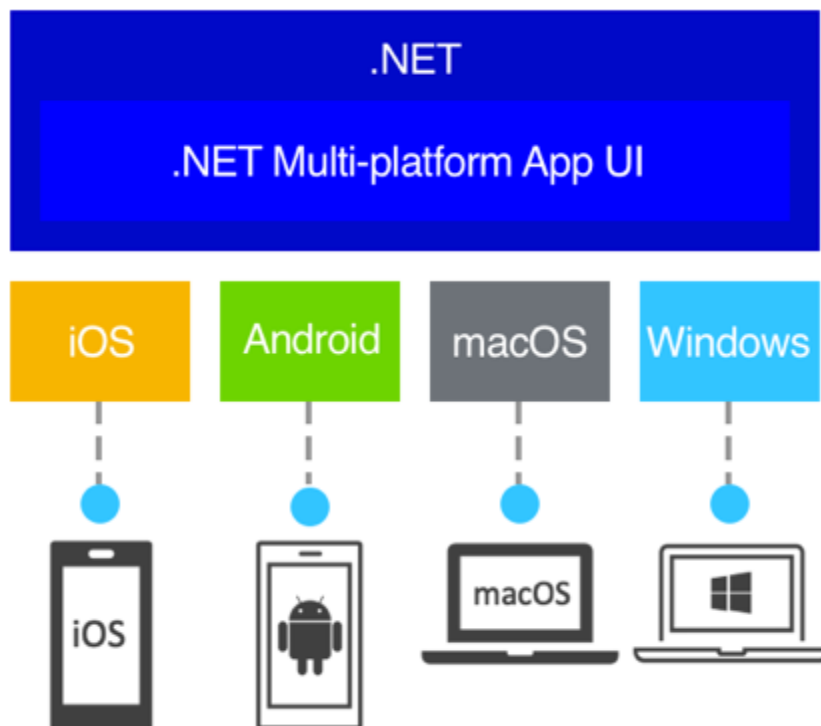 .NET
.NET Multi-platform App UI
iOS
Android
macOS
Windows
iOS
macOS